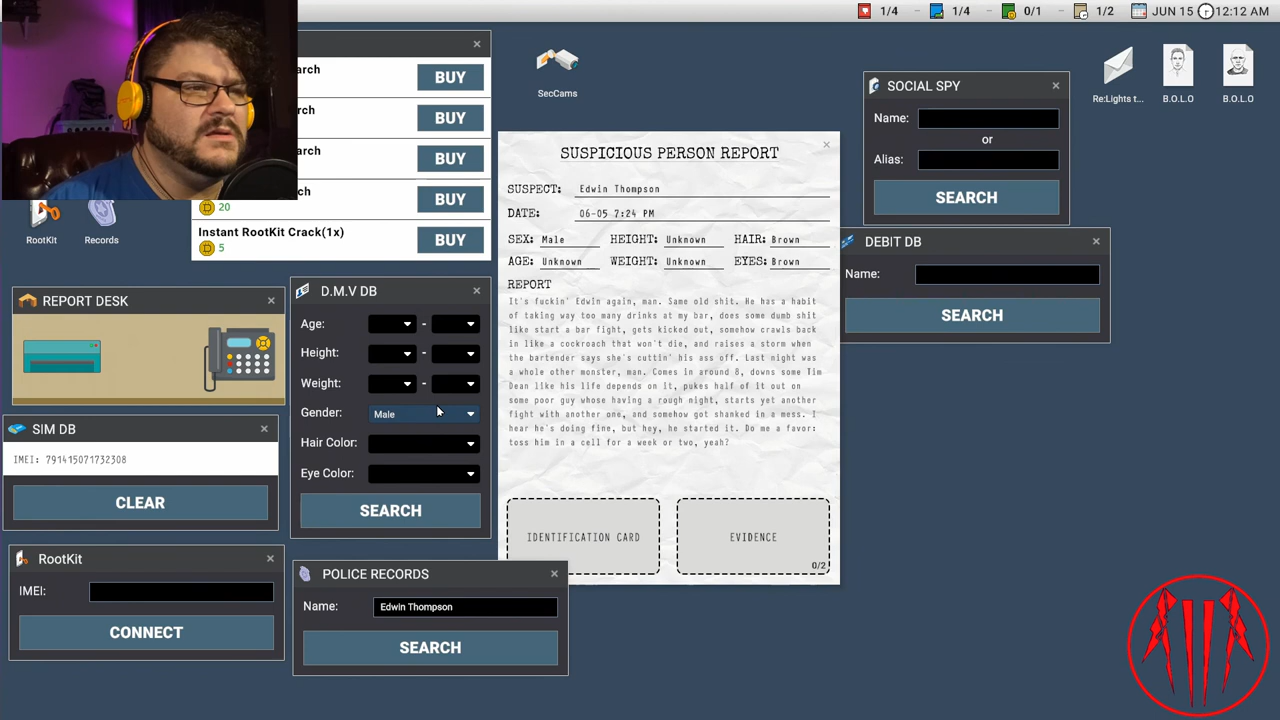 1/4 1/4 0/1 1/2 JUN 15 12:12 AM
arch
BUY
rch
BUY
arch
BUY
ch
20
BUY
Instant RootKit Crack(1x)
5
BUY
SecCams
Re:Lights t...
B.O.L.O
B.O.L.O
RootKit
Records
SOCIAL SPY
Name:
or
Alias:
SEARCH
DEBIT DB
Name:
SEARCH
SUSPICIOUS PERSON REPORT
SUSPECT: Edwin Thompson
DATE: 06-05 7:24 PM
SEX: Male HEIGHT: Unknown HAIR: Brown
AGE: Unknown WEIGHT: Unknown EYES: Brown
REPORT
It's fuckin' Edwin again, man. Same old shit. He has a habit
of taking way too many drinks at my bar, does some dumb shit
like start a bar fight, gets kicked out, somehow crawls back
in like a cockroach that won't die, and raises a storm when
the bartender says she's cuttin' his ass off. Last night was
a whole other monster, man. Comes in around 8, downs some Tim
Dean like his life depends on it, pukes half of it out on
some poor guy whose having a rough night, starts yet another
fight with another one, and somehow got shanked in a mess. I
hear he's doing fine, but hey, he started it. Do me a favor:
toss him in a cell for a week or two, yeah?
IDENTIFICATION CARD
EVIDENCE
0/2
REPORT DESK
D.M.V DB
Age: -
Height: -
Weight: -
Gender: Male
Hair Color:
Eye Color:
SEARCH
SIM DB
IMEI: 791415071732308
CLEAR
RootKit
IMEI:
CONNECT
POLICE RECORDS
Name: Edwin Thompson
SEARCH